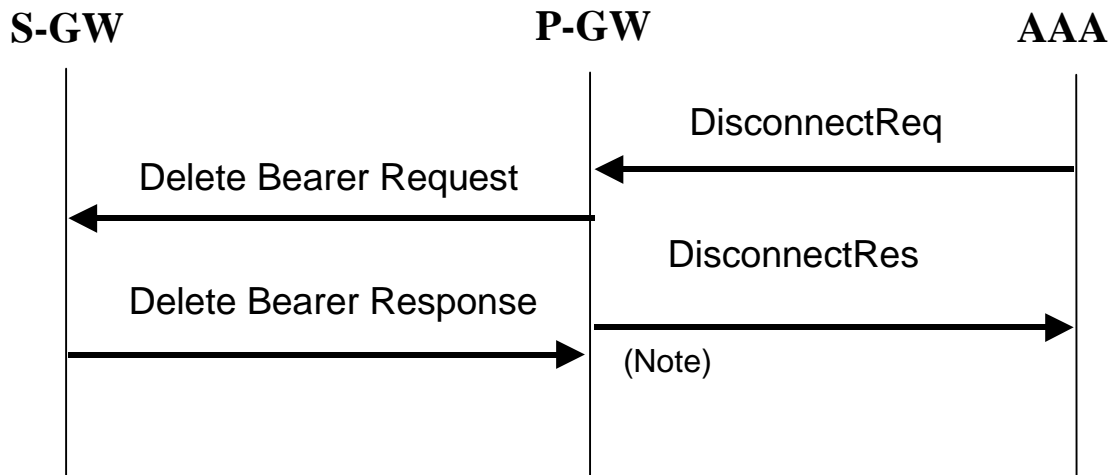 S-GW
P-GW
AAA
DisconnectReq
Delete Bearer Request
DisconnectRes
Delete Bearer Response
(Note)